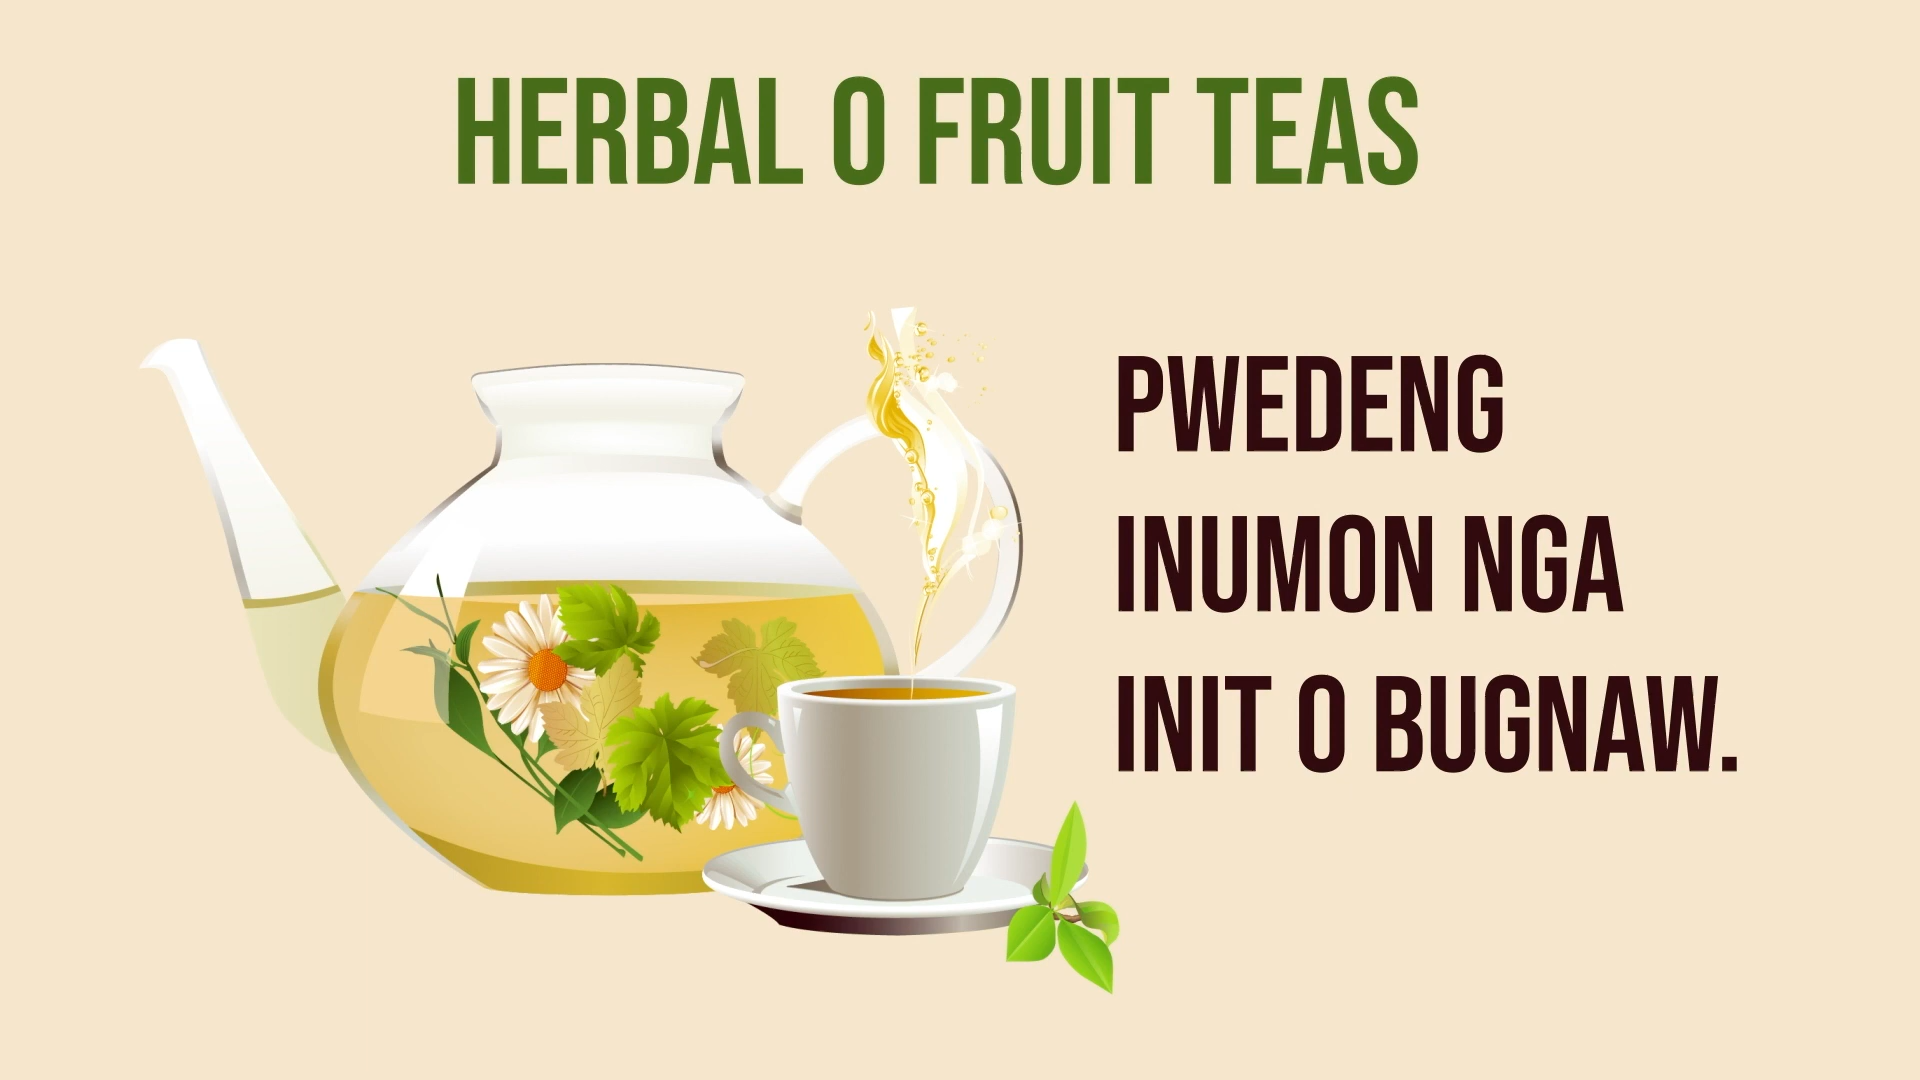 HERBAL O FRUIT TEAS
PWEDENG
INUMON NGA
INIT O BUGNAW.